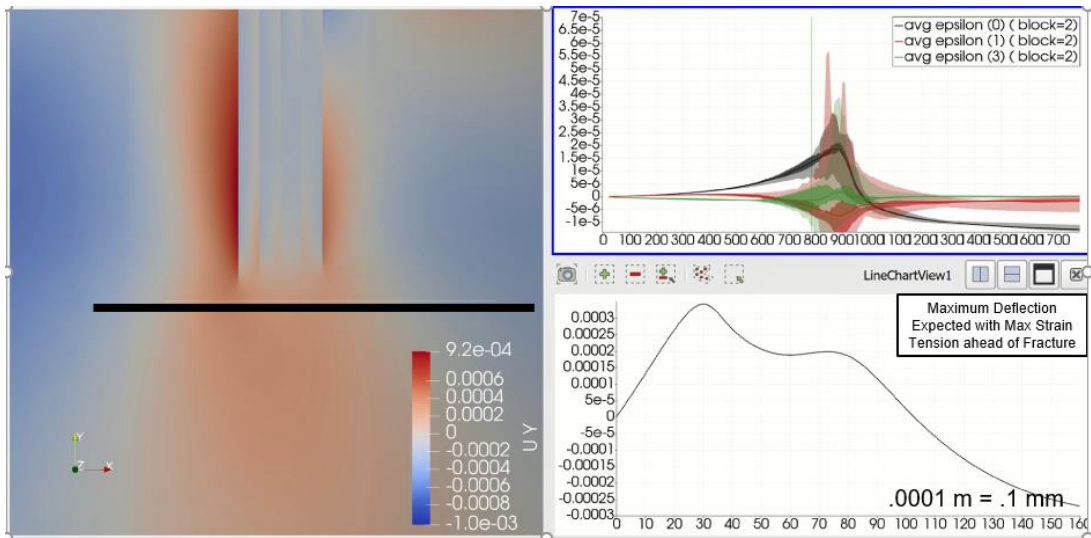 9.2e-04
0.0006
0.0004
0.0002
0
-0.0002
-0.0004
-0.0006
-0.0008
-1.0e-03
U Y
Y
Z
X
7e-5
6.5e-5
6e-5
5.5e-5
5e-5
4.5e-5
4e-5
3.5e-5
3e-5
2.5e-5
2e-5
1.5e-5
1e-5
5e-6
0
-5e-6
-1e-5
avg epsilon (0) ( block=2)
avg epsilon (1) ( block=2)
avg epsilon (3) ( block=2)
100 200 300 400 500 600 700 800 900 1000 1100 1200 1300 1400 1500 1600 1700
LineChartView1
Maximum Deflection
Expected with Max Strain
Tension ahead of Fracture
0.0003
0.00025
0.0002
0.00015
0.0001
5e-5
0
-5e-5
-0.0001
-0.00015
-0.0002
-0.00025
-0.0003
.0001 m = .1 mm
0 10 20 30 40 50 60 70 80 90 100 110 120 130 140 150 160